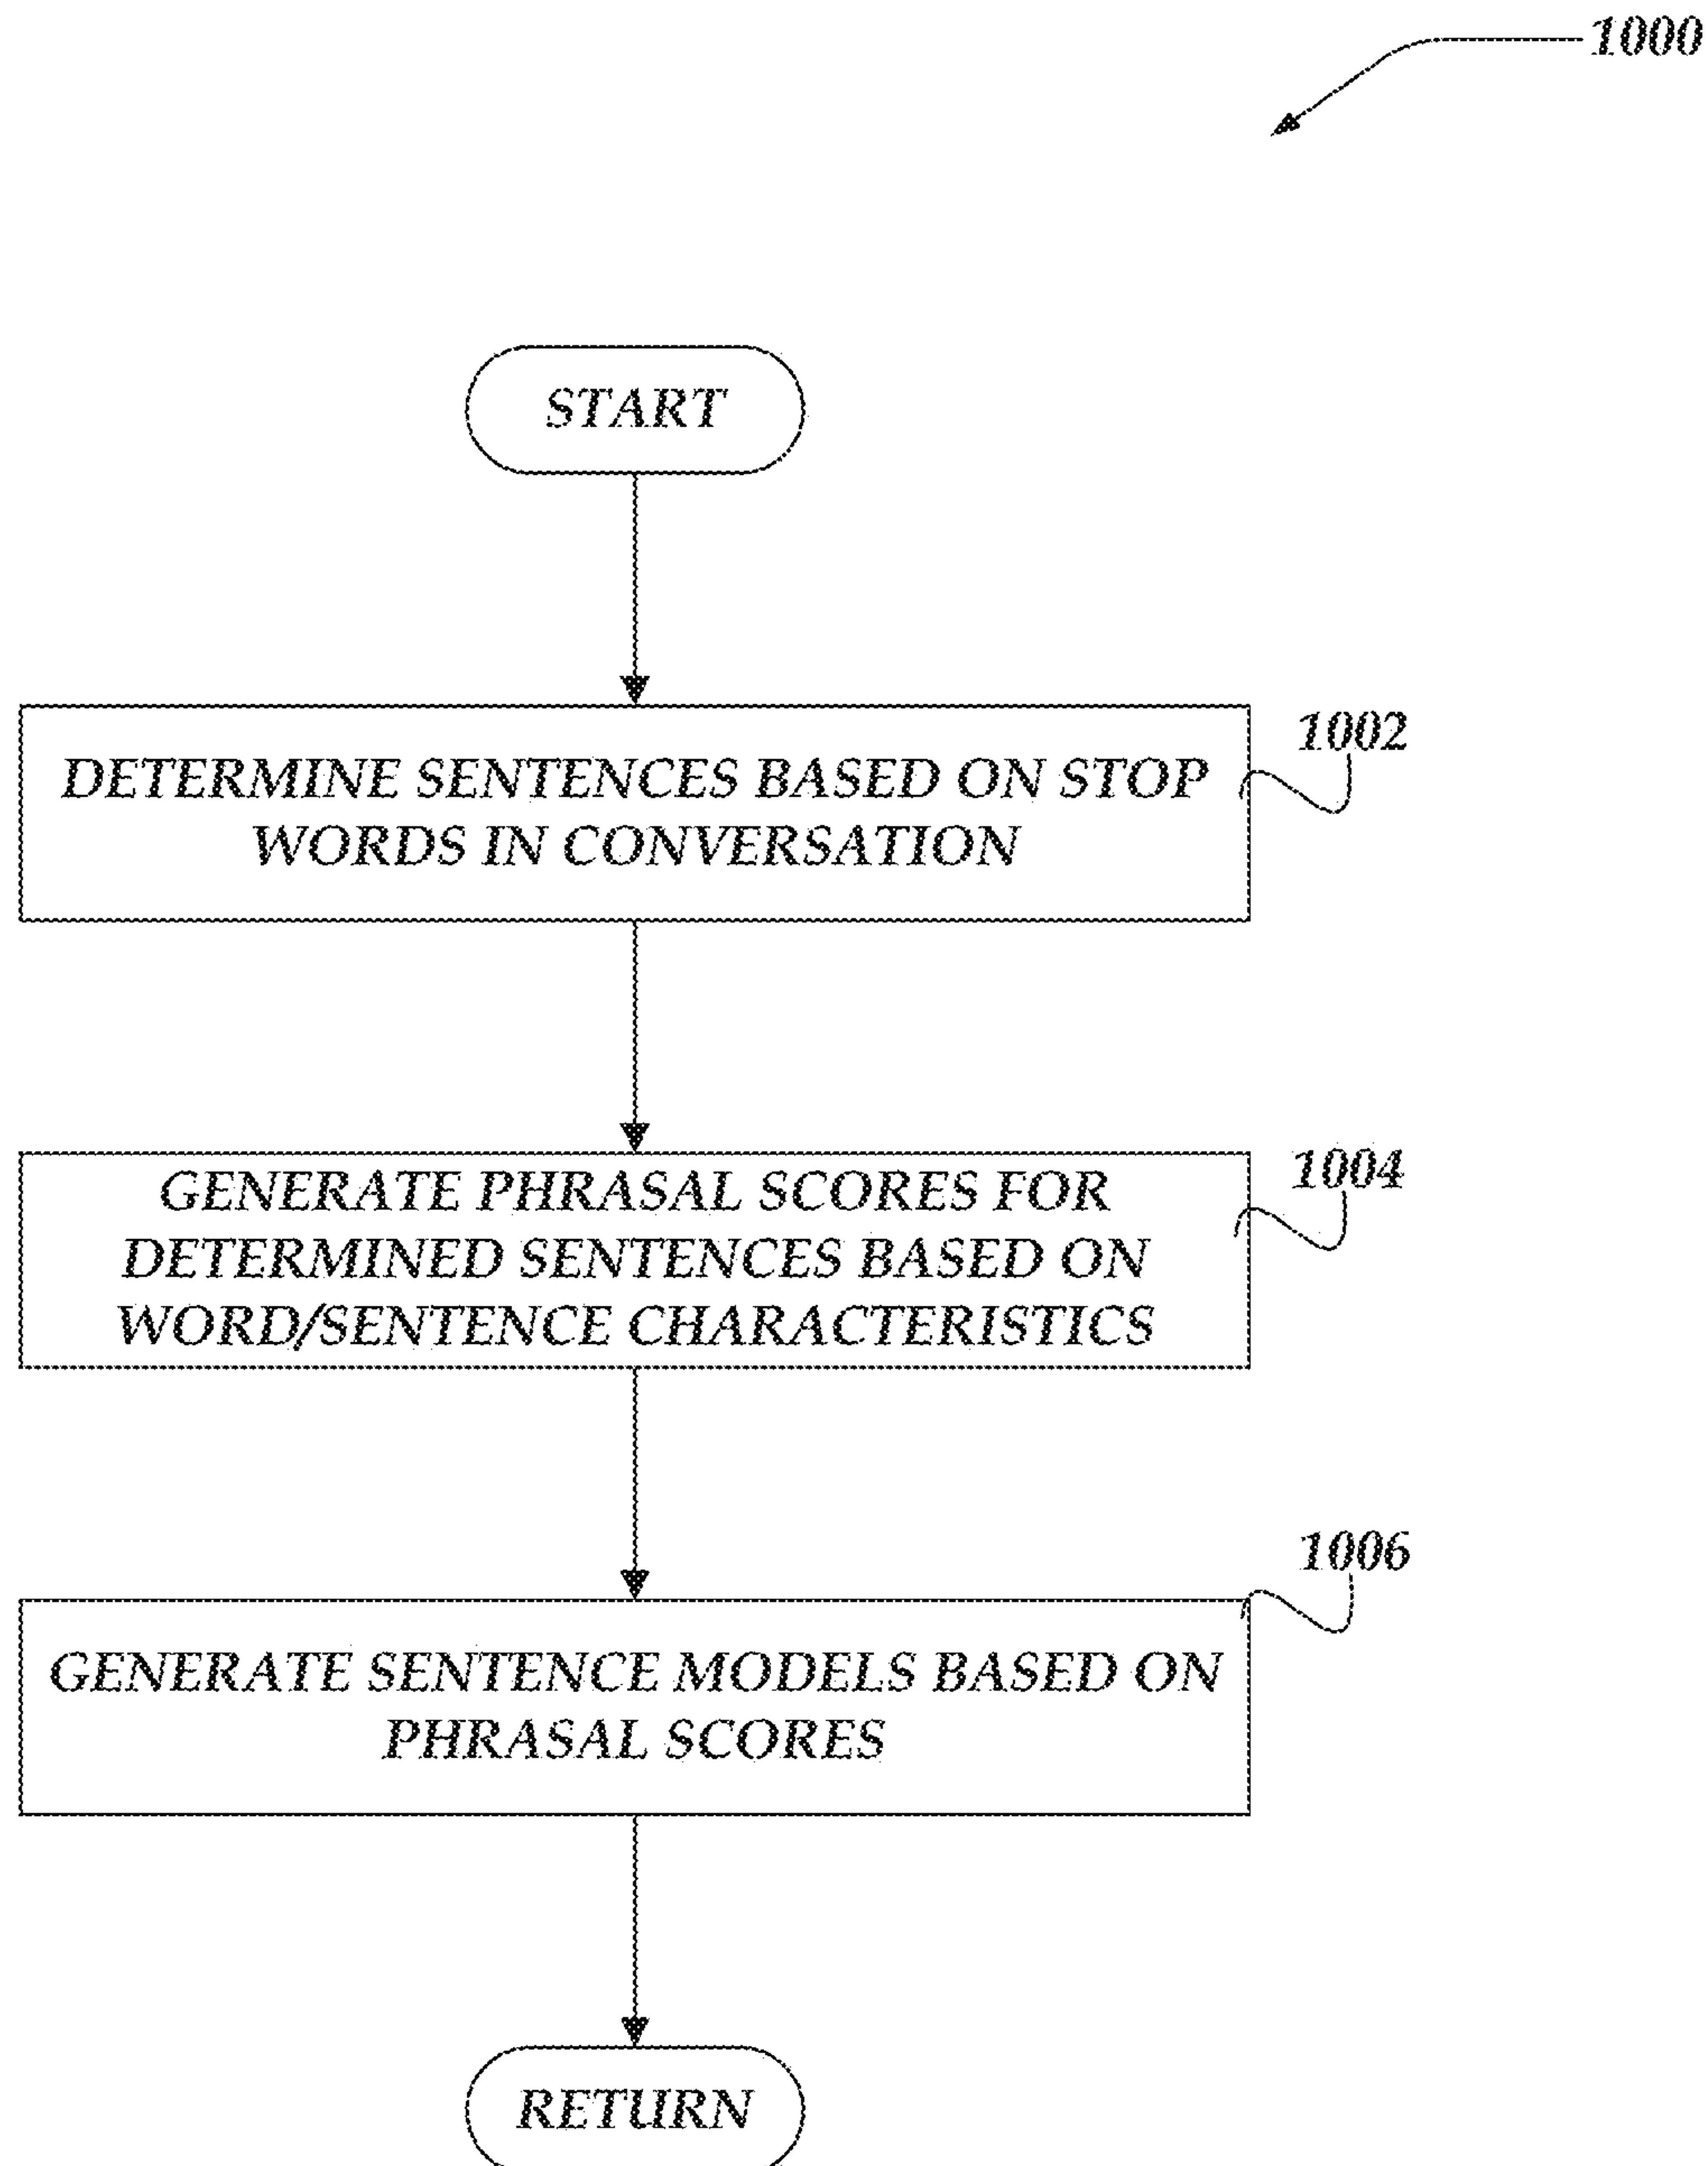 1000
START
DETERMINE SENTENCES BASED ON STOP
WORDS IN CONVERSATION
1002
GENERATE PHRASAL SCORES FOR
DETERMINED SENTENCES BASED ON
WORD/SENTENCE CHARACTERISTICS
1004
GENERATE SENTENCE MODELS BASED ON
PHRASAL SCORES
1006
RETURN